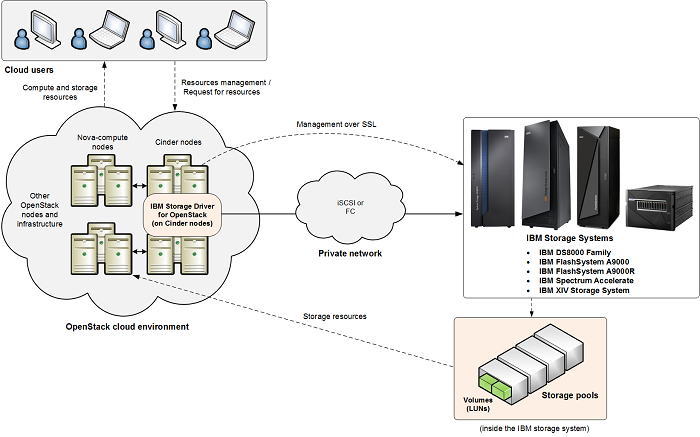 Cloud users
Compute and storage
resources
Resources management /
Request for resources
Nova-compute
nodes
Cinder nodes
Management over SSL
Other
OpenStack
nodes and
infrastructure
IBM Storage Driver
for OpenStack
(on Cinder nodes)
iSCSI or
FC
Private network
IBM Storage Systems
• IBM DS8000 Family
• IBM FlashSystem A9000
• IBM FlashSystem A9000R
• IBM Spectrum Accelerate
• IBM XIV Storage System
OpenStack cloud environment
Storage resources
Volumes
(LUNs)
Storage pools
(inside the IBM storage system)